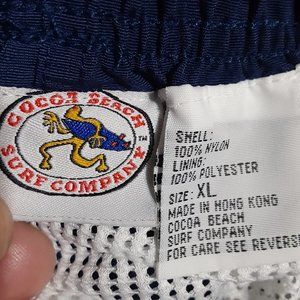 COCOA BEACH
SURF COMPANY
™
SHELL:
100% NYLON
LINING:
100% POLYESTER
SIZE: XL
MADE IN HONG KONG
COCOA BEACH
SURF COMPANY
FOR CARE SEE REVERSE